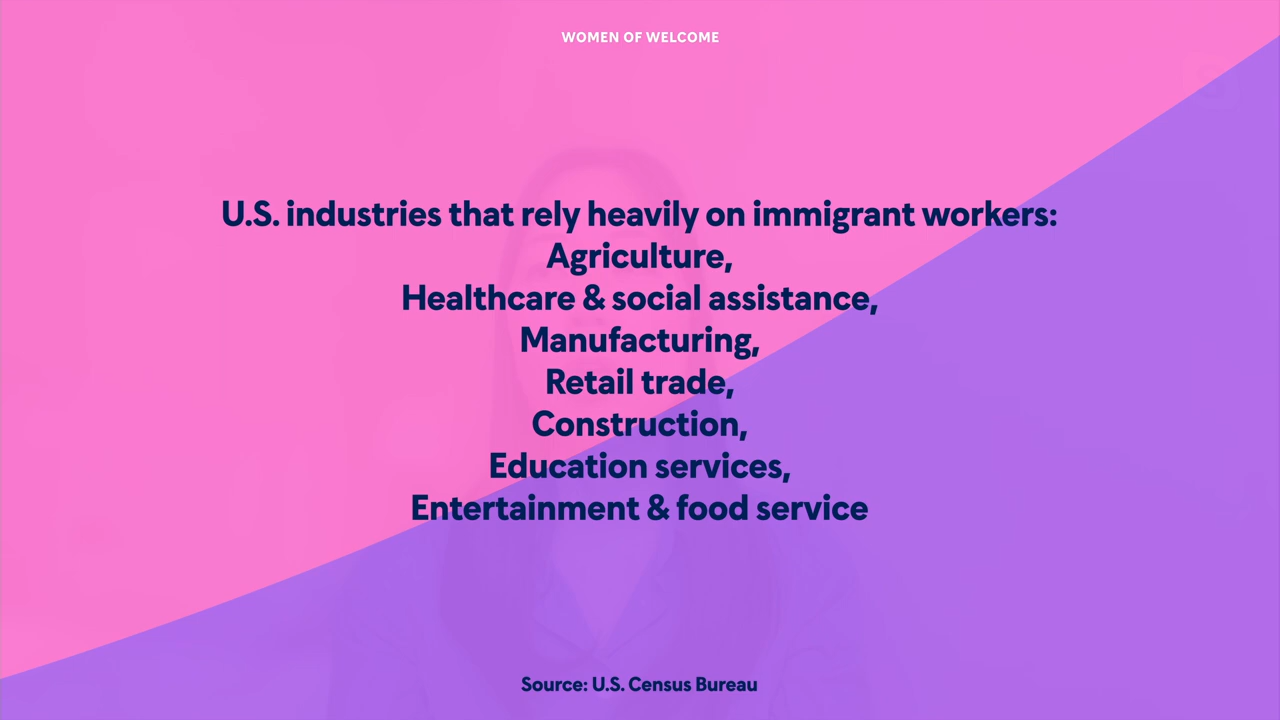 WOMEN OF WELCOME
U.S. industries that rely heavily on immigrant workers:
Agriculture,
Healthcare & social assistance,
Manufacturing,
Retail trade,
Construction,
Education services,
Entertainment & food service
Source: U.S. Census Bureau